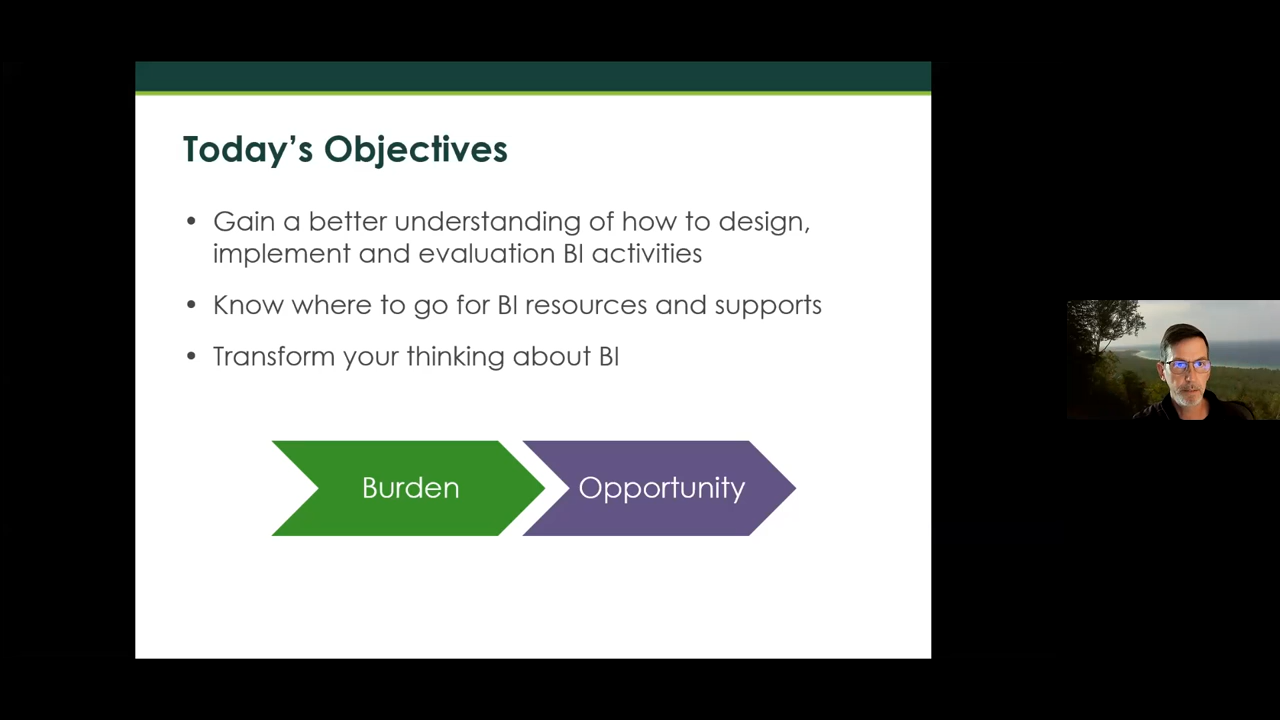 Today’s Objectives
• Gain a better understanding of how to design,
implement and evaluation BI activities
• Know where to go for BI resources and supports
• Transform your thinking about BI
Burden
Opportunity